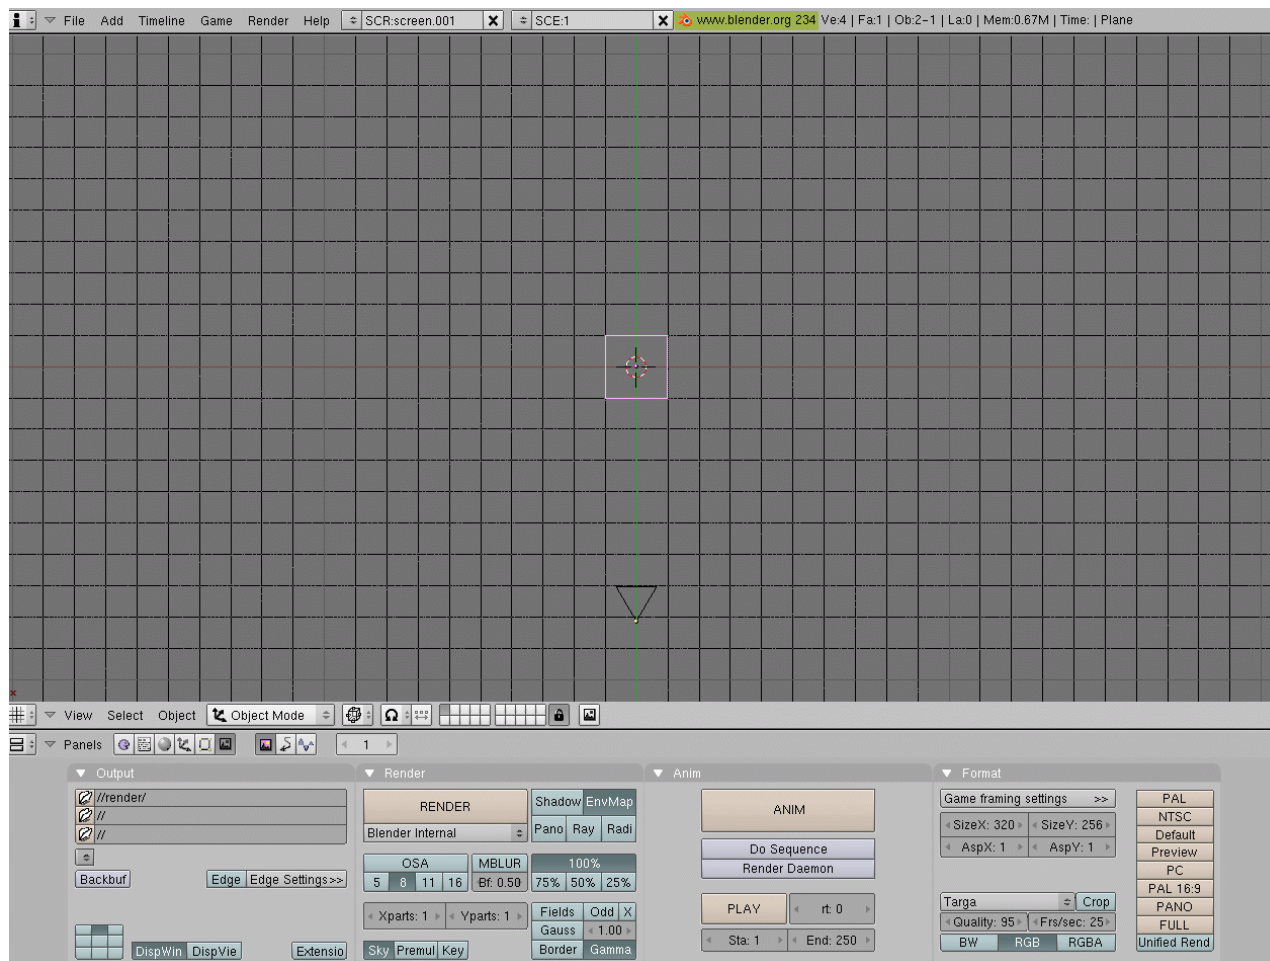 File Add Timeline Game Render Help SCR:screen.001 X SCE:1 X www.blender.org 234 Ve:4 | Fa:1 | Ob:2-1 | La:0 | Mem:0.67M | Time: | Plane
x
View Select Object Object Mode
Panels 1
Output
//render/
//
//
Backbuf Edge Edge Settings>>
DispWin DispVie Extensio
Render
RENDER Shadow EnvMap
Blender Internal Pano Ray Radi
OSA MBLUR 100%
5 8 11 16 Bf: 0.50 75% 50% 25%
Xparts: 1 Yparts: 1 Fields Odd X
Gauss 1.00
Sky Premul Key Border Gamma
Anim
ANIM
Do Sequence
Render Daemon
PLAY rt: 0
Sta: 1 End: 250
Format
Game framing settings >> PAL
NTSC
SizeX: 320 SizeY: 256 Default
AspX: 1 AspY: 1 Preview
PC
PAL 16:9
Targa Crop PANO
Quality: 95 Frs/sec: 25 FULL
BW RGB RGBA Unified Rend